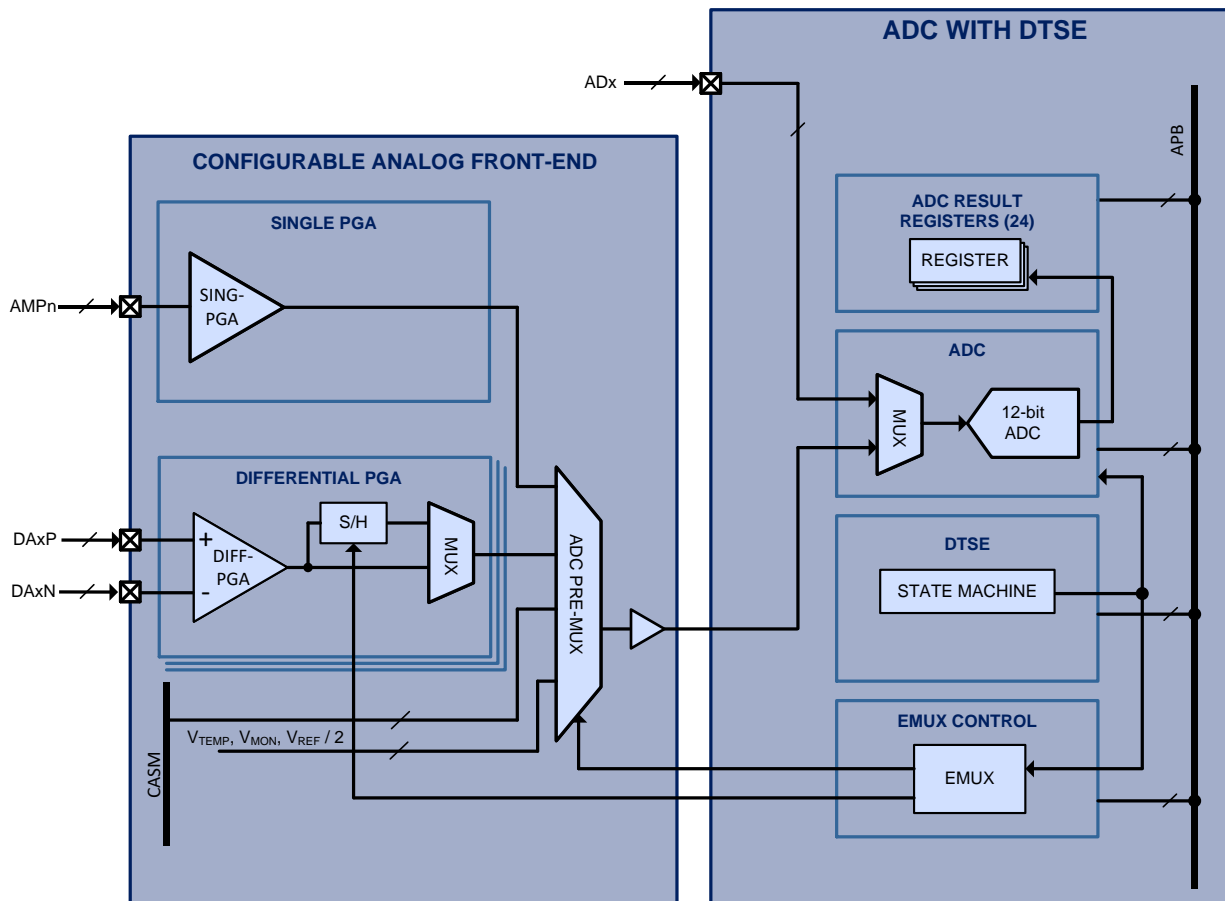 ADC WITH DTSE
ADx
APB
CONFIGURABLE ANALOG FRONT-END
SINGLE PGA
ADC RESULT
REGISTERS (24)
REGISTER
AMPn
SING-
PGA
ADC
MUX
12-bit
ADC
DIFFERENTIAL PGA
S/H
MUX
DAxP
+
DIFF-
PGA
-
DAxN
ADC PRE-MUX
DTSE
STATE MACHINE
CASM
VTEMP, VMON, VREF / 2
EMUX CONTROL
EMUX